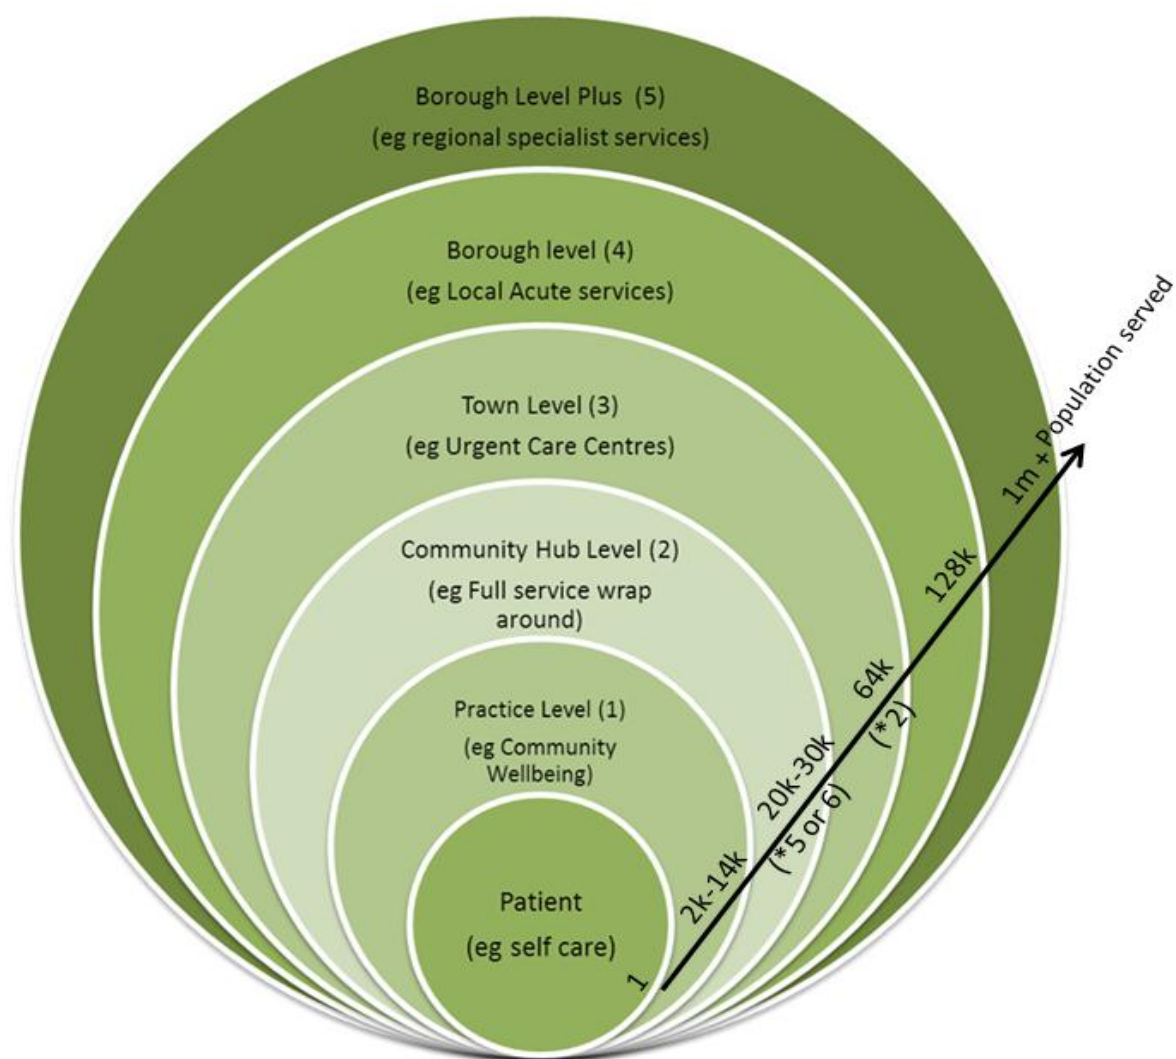 Borough Level Plus (5)
(eg regional specialist services)
Borough level (4)
(eg Local Acute services)
Town Level (3)
(eg Urgent Care Centres)
Community Hub Level (2)
(eg Full service wrap
around)
Practice Level (1)
(eg Community
Wellbeing)
Patient
(eg self care)
1
2k-14k
20k-30k
(*5 or 6)
64k
(*2)
128k
1m + Population served